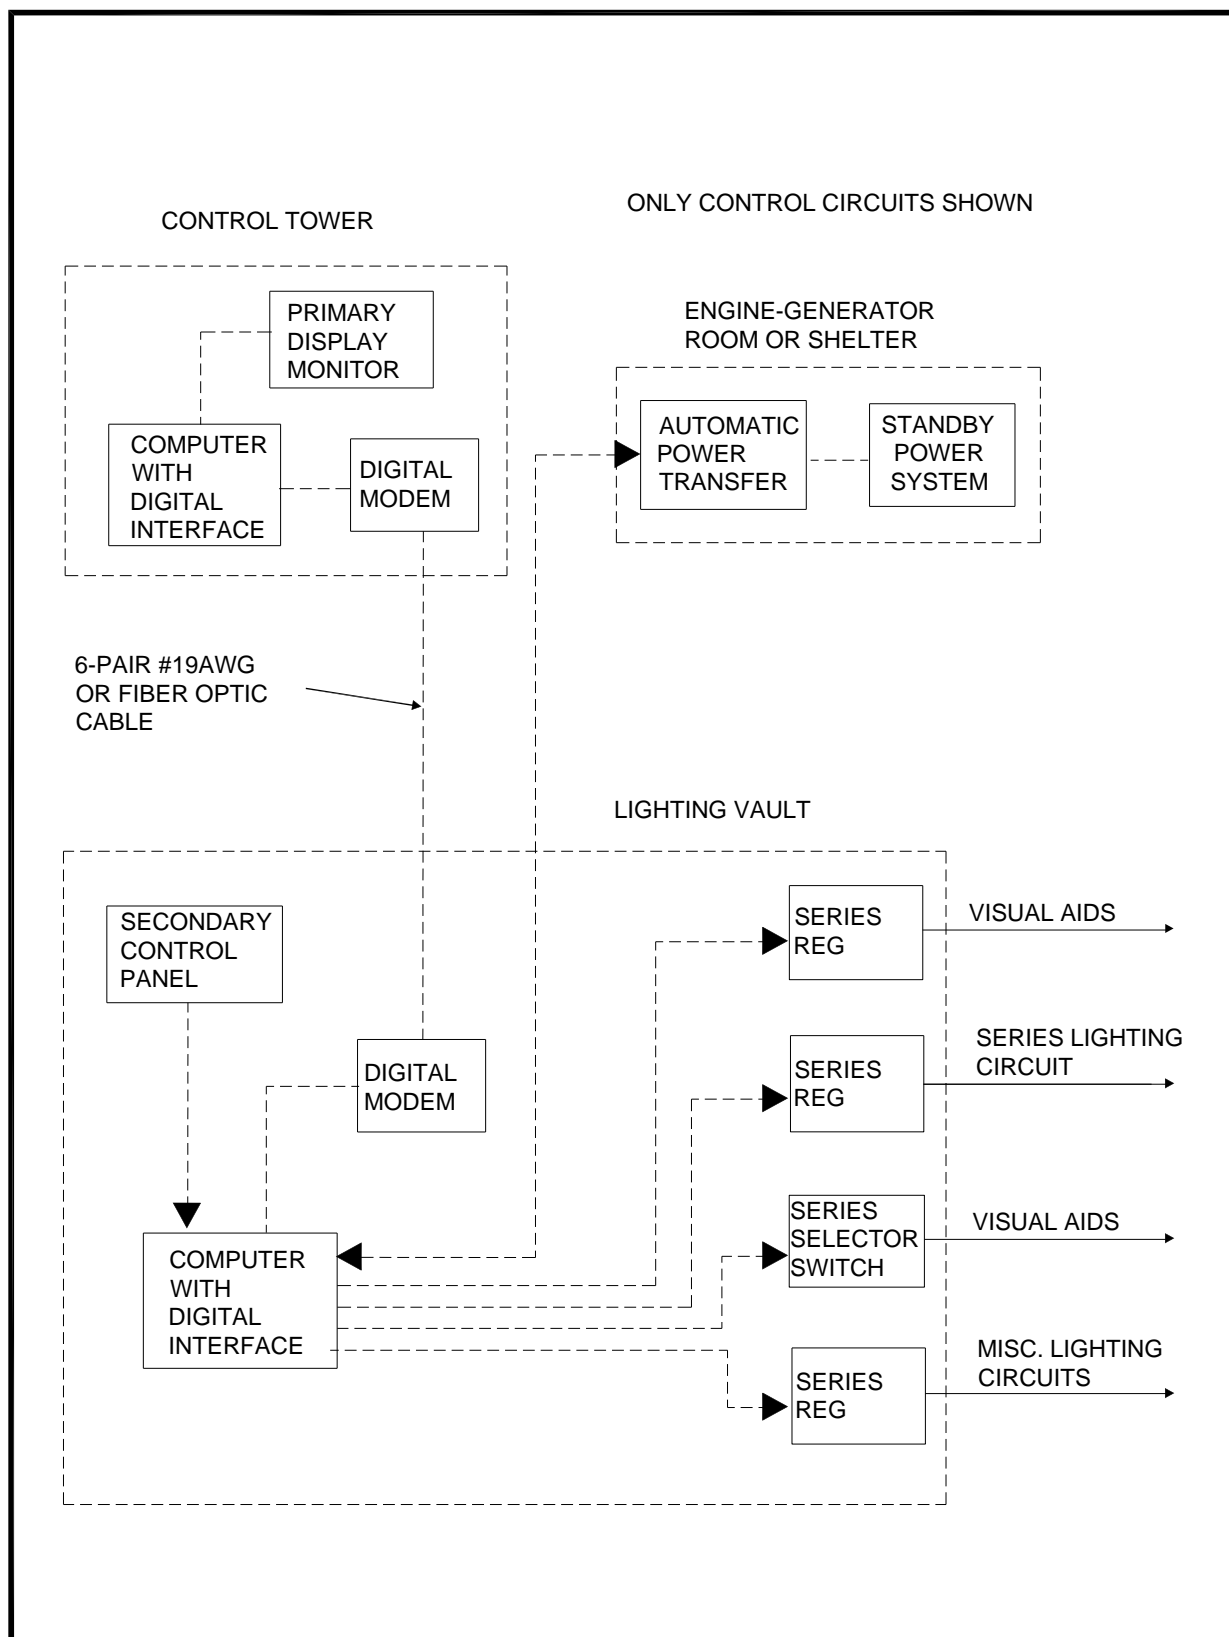 ONLY CONTROL CIRCUITS SHOWN
CONTROL TOWER
PRIMARY
DISPLAY
MONITOR
COMPUTER
WITH
DIGITAL
INTERFACE
DIGITAL
MODEM
ENGINE-GENERATOR
ROOM OR SHELTER
AUTOMATIC
POWER
TRANSFER
STANDBY
POWER
SYSTEM
6-PAIR #19AWG
OR FIBER OPTIC
CABLE
LIGHTING VAULT
SECONDARY
CONTROL
PANEL
DIGITAL
MODEM
COMPUTER
WITH
DIGITAL
INTERFACE
SERIES
REG
VISUAL AIDS
SERIES
REG
SERIES LIGHTING
CIRCUIT
SERIES
SELECTOR
SWITCH
VISUAL AIDS
SERIES
REG
MISC. LIGHTING
CIRCUITS